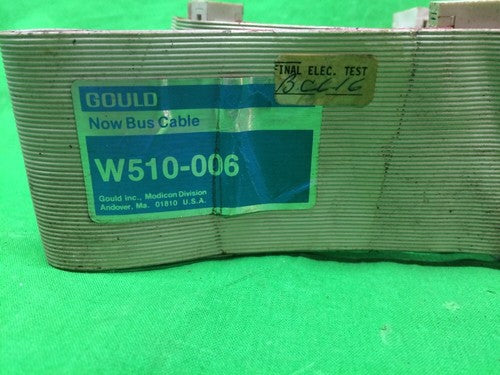 GOULD
Now Bus Cable
W510-006
Gould inc., Modicon Division
Andover, Ma. 01810 U.S.A.
FINAL ELEC. TEST